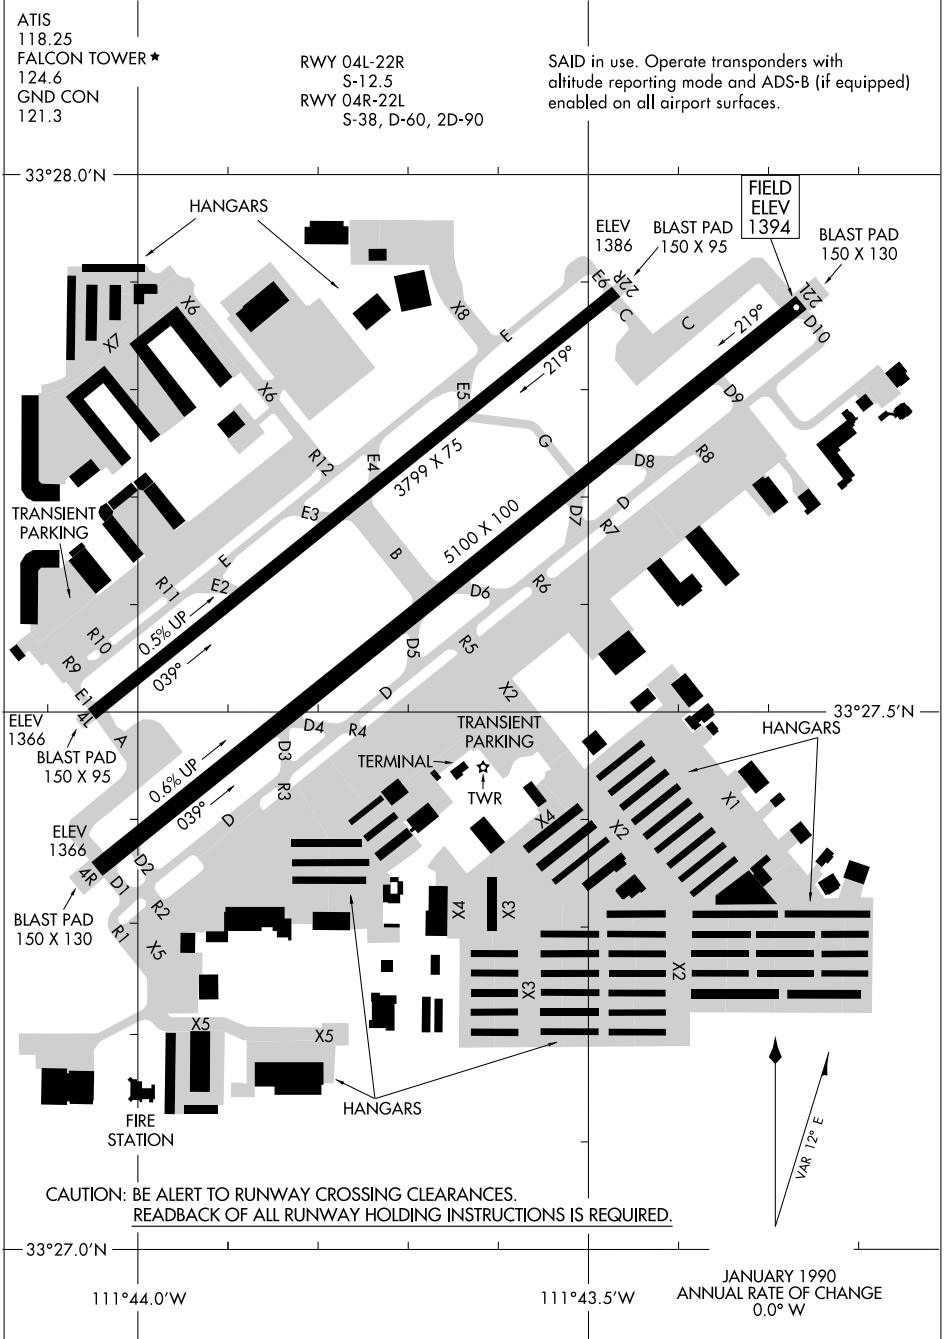 ATIS
118.25
FALCON TOWER ★
124.6
GND CON
121.3
RWY 04L-22R
S-12.5
RWY 04R-22L
S-38, D-60, 2D-90
SAID in use. Operate transponders with
altitude reporting mode and ADS-B (if equipped)
enabled on all airport surfaces.
33°28.0'N
HANGARS
ELEV
1386
BLAST PAD
150 X 95
FIELD
ELEV
1394
BLAST PAD
150 X 130
E6
22R
22L
X6
X8
C
C
D10
X7
E
219°
219°
X6
E5
D9
G
R12
E4
3799 X 75
D8
R8
TRANSIENT
PARKING
E3
5100 X 100
D7
R7
D
E
B
R11
E2
D6
R6
R10
0.5% UP
R9
039°
D5
R5
E1
4L
D
X2
33°27.5'N
ELEV
1366
A
BLAST PAD
150 X 95
D4
R4
D3
R3
TRANSIENT
PARKING
HANGARS
TERMINAL
TWR
0.6% UP
039°
D
X1
X4
X2
ELEV
1366
4R
D2
D1
R2
R1
BLAST PAD
150 X 130
X5
X4
X3
X3
X2
X5
X5
HANGARS
FIRE
STATION
VAR 12° E
CAUTION: BE ALERT TO RUNWAY CROSSING CLEARANCES.
READBACK OF ALL RUNWAY HOLDING INSTRUCTIONS IS REQUIRED.
33°27.0'N
111°44.0'W
111°43.5'W
JANUARY 1990
ANNUAL RATE OF CHANGE
0.0° W